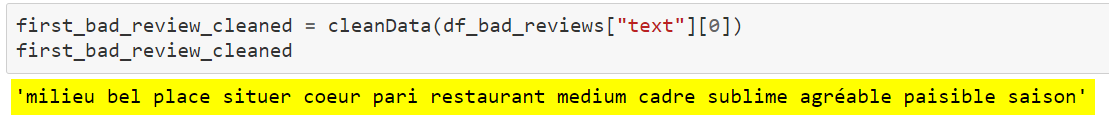 first_bad_review_cleaned = cleanData(df_bad_reviews["text"][0])
first_bad_review_cleaned
'milieu bel place situer coeur pari restaurant medium cadre sublime agréable paisible saison'